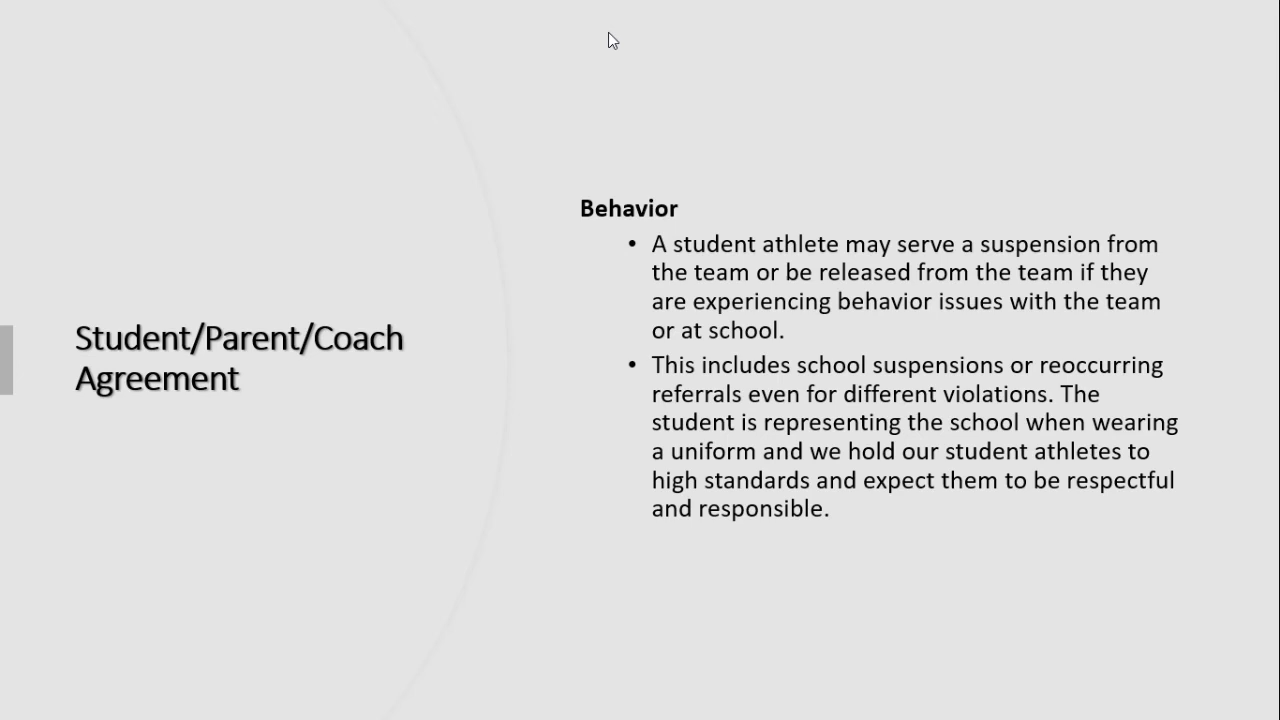 Student/Parent/Coach
Agreement
Behavior
• A student athlete may serve a suspension from
the team or be released from the team if they
are experiencing behavior issues with the team
or at school.
• This includes school suspensions or reoccurring
referrals even for different violations. The
student is representing the school when wearing
a uniform and we hold our student athletes to
high standards and expect them to be respectful
and responsible.